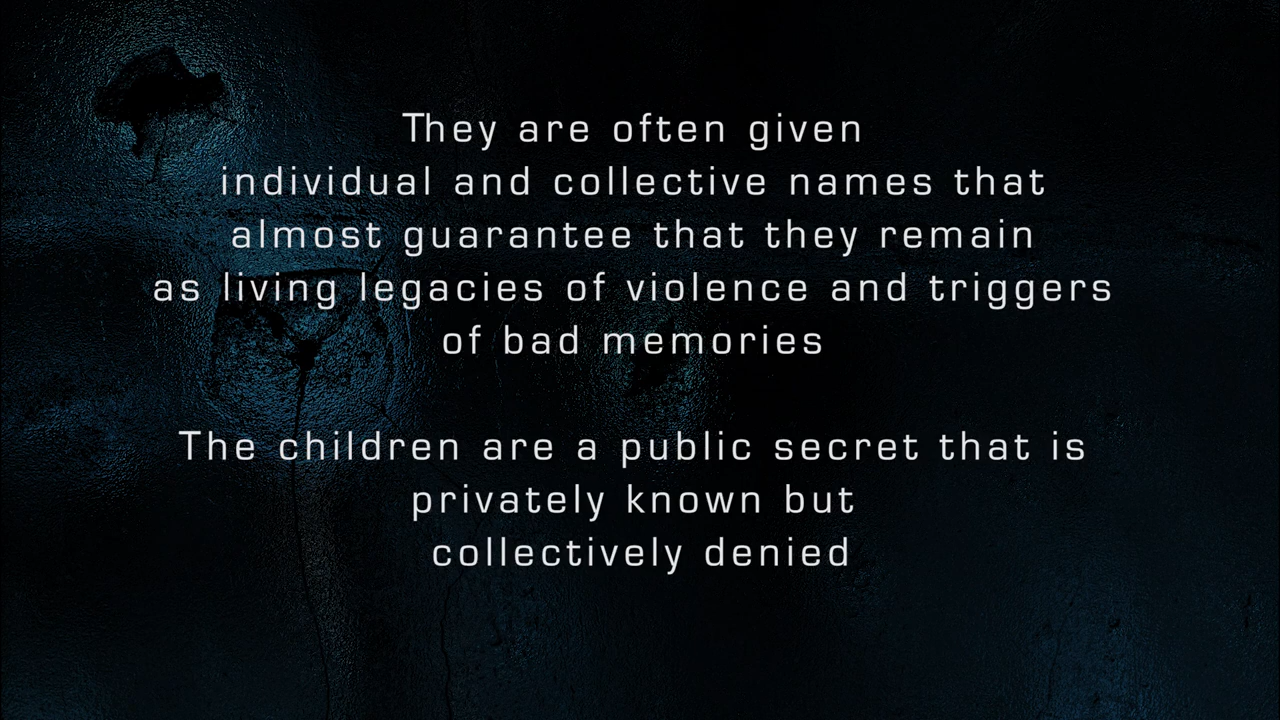 They are often given
individual and collective names that
almost guarantee that they remain
as living legacies of violence and triggers
of bad memories
The children are a public secret that is
privately known but
collectively denied